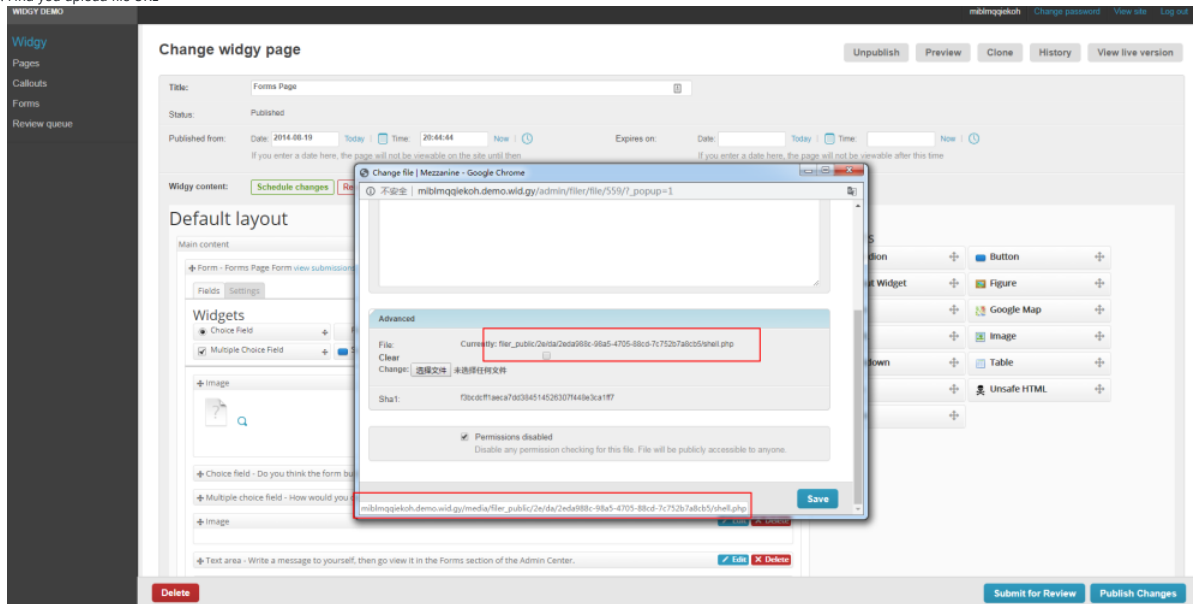 WIDGY DEMO
miblmqqiekoh Change password View site Log out
Widgy
Pages
Callouts
Forms
Review queue
Change widgy page
Unpublish Preview Clone History View live version
Title: Forms Page
Status: Published
Published from: Date: 2014-08-19 Today Time: 20:44:44 Now Expires on: Date: Today Time: Now
If you enter a date here, the page will not be viewable on the site until then
If you enter a date here, the page will not be viewable after this time
Widgy content: Schedule changes
Default layout
Main content
Form - Forms Page Form view submissions
Fields Settings
Widgets
Choice Field
Multiple Choice Field
Image
Choice field - Do you think the form bu
Multiple choice field - How would you
Image
Edit Delete
Text area - Write a message to yourself, then go view it in the Forms section of the Admin Center.
Edit X Delete
Change file | Mezzanine - Google Chrome
不安全 | miblmqqiekoh.demo.wid.gy/admin/filer/file/559/?_popup=1
Advanced
File: Currently: filer_public/2e/da/2eda988c-98a5-4705-88cd-7c752b7a8cb5/shell.php
Clear
Change: 选择文件 未选择任何文件
Sha1:
Permissions disabled
Disable any permission checking for this file. File will be publicly accessible to anyone.
Save
miblmqqiekoh.demo.wid.gy/media/filer_public/2e/da/2eda988c-98a5-4705-88cd-7c752b7a8cb5/shell.php
Button
it Widget Figure
Google Map
Image
down Table
Unsafe HTML
Delete
Submit for Review Publish Changes